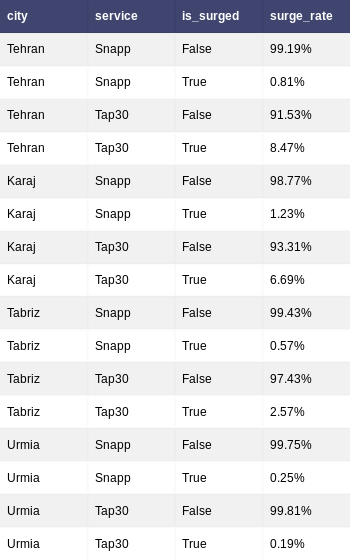 city service is_surged surge_rate
Tehran Snapp False 99.19%
Tehran Snapp True 0.81%
Tehran Tap30 False 91.53%
Tehran Tap30 True 8.47%
Karaj Snapp False 98.77%
Karaj Snapp True 1.23%
Karaj Tap30 False 93.31%
Karaj Tap30 True 6.69%
Tabriz Snapp False 99.43%
Tabriz Snapp True 0.57%
Tabriz Tap30 False 97.43%
Tabriz Tap30 True 2.57%
Urmia Snapp False 99.75%
Urmia Snapp True 0.25%
Urmia Tap30 False 99.81%
Urmia Tap30 True 0.19%